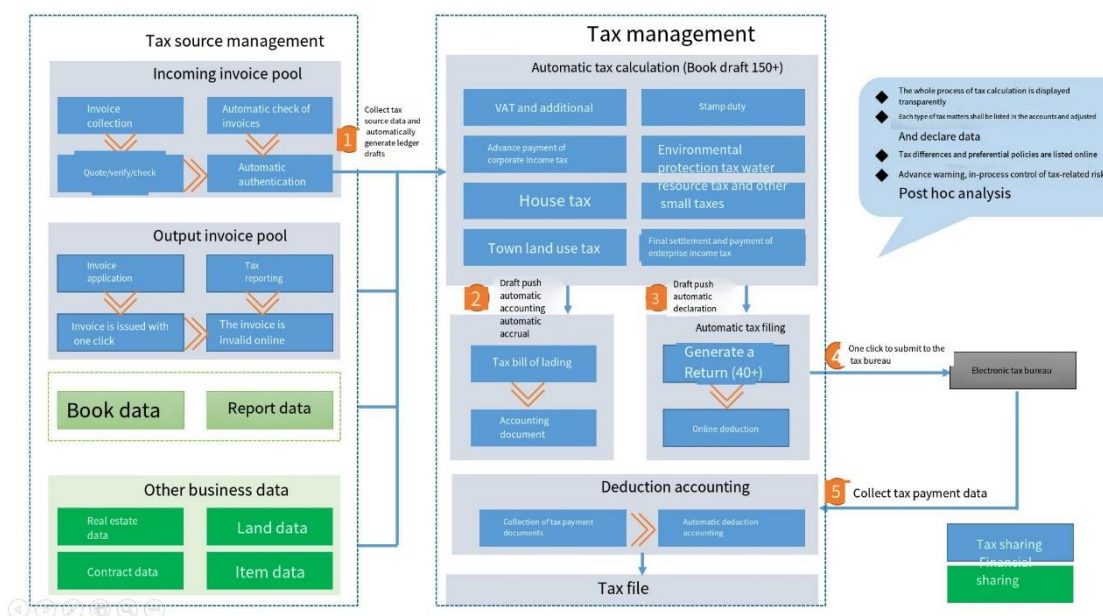 Tax source management
Incoming invoice pool
Invoice
collection
Automatic check of
invoices
Quote/verify/check
Automatic
authentication
Output invoice pool
Invoice
application
Tax
reporting
Invoice is issued with
one click
The invoice is
invalid online
Book data
Report data
Other business data
Real estate
data
Land data
Contract data
Item data
1
Collect tax
source data and
automatically
generate ledger
drafts
Tax management
Automatic tax calculation (Book draft 150+)
VAT and additional
Stamp duty
Advance payment of
corporate income tax
Environmental
protection tax water
resource tax and other
small taxes
House tax
Town land use tax
Final settlement and payment of
enterprise income tax
2
Draft push
automatic
accounting
automatic
accrual
3
Draft push
automatic
declaration
Tax bill of lading
Accounting
document
Automatic tax filing
Generate a
Return (40+)
Online deduction
4
One click to submit to the
tax bureau
Electronic tax bureau
Deduction accounting
Collection of tax payment
documents
Automatic deduction
accounting
5
Collect tax payment data
Tax file
The whole process of tax calculation is displayed
transparently
Each type of tax matters shall be listed in the accounts and adjusted
And declare data
Tax differences and preferential policies are listed online
Advance warning, in-process control of tax-related risk
Post hoc analysis
Tax sharing
Financial
sharing